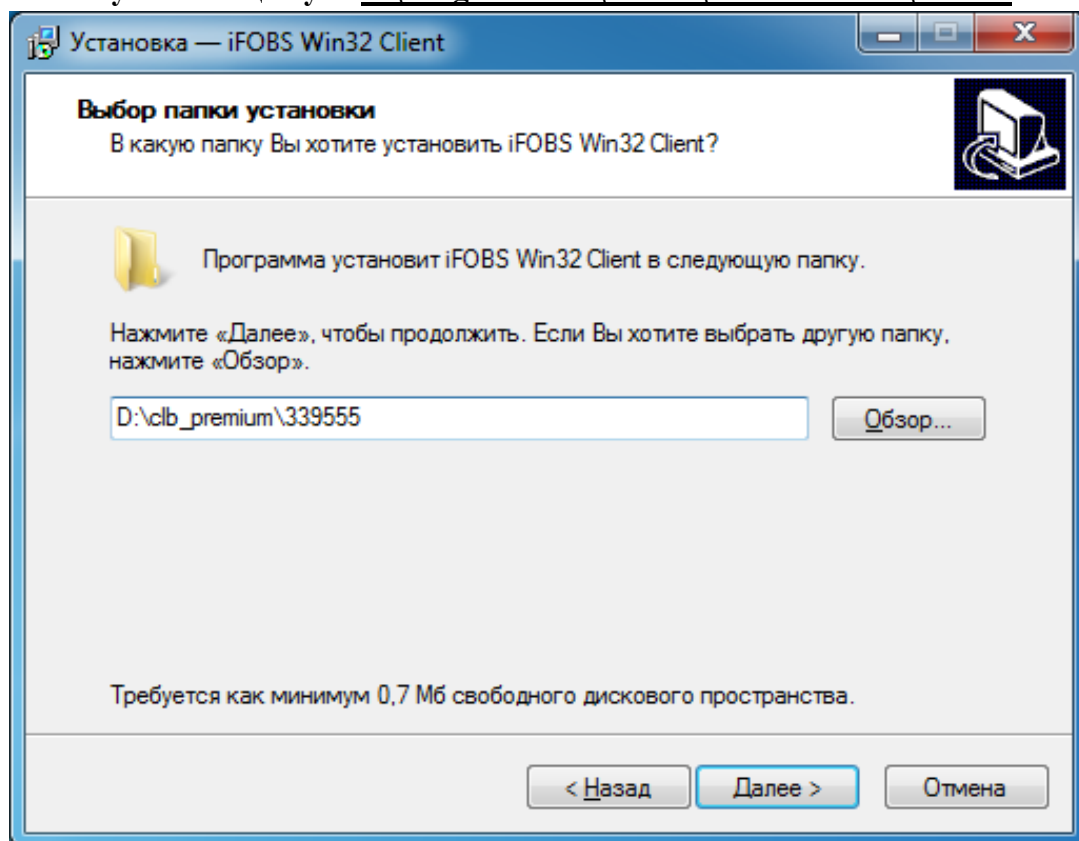 Установка — iFOBS Win32 Client
Выбор папки установки
В какую папку Вы хотите установить iFOBS Win32 Client?
Программа установит iFOBS Win32 Client в следующую папку.
Нажмите «Далее», чтобы продолжить. Если Вы хотите выбрать другую папку,
нажмите «Обзор».
D:\clb_premium\339555
Обзор...
Требуется как минимум 0,7 Мб свободного дискового пространства.
< Назад
Далее >
Отмена